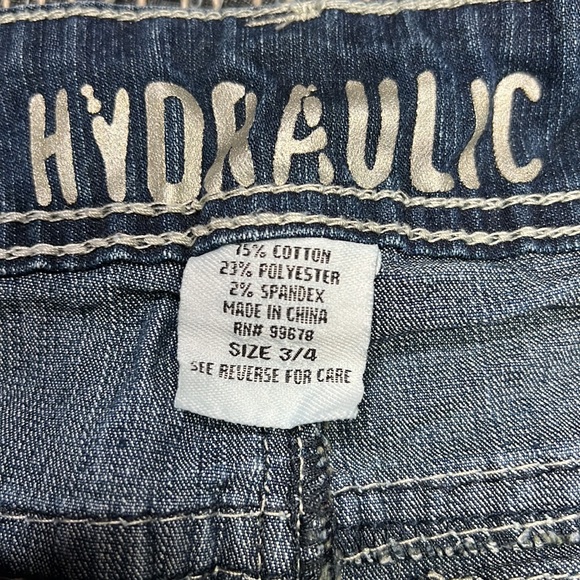 HYDRAULIC
75% COTTON
23% POLYESTER
2% SPANDEX
MADE IN CHINA
RN# 99678
SIZE 3/4
SEE REVERSE FOR CARE